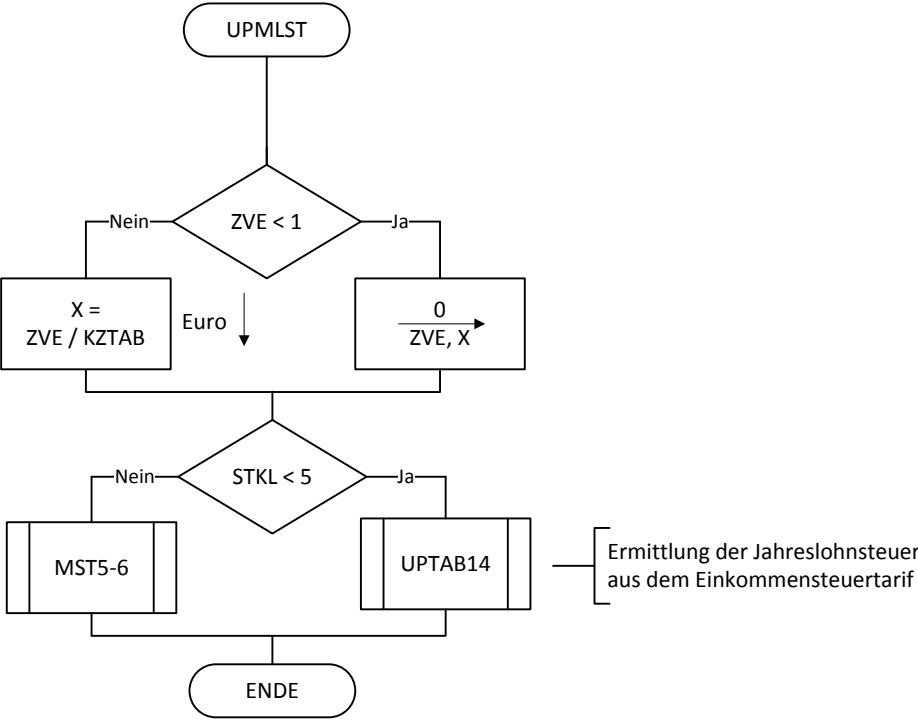 UPMLST
ZVE < 1
Nein
Ja
X =
ZVE / KZTAB
Euro
0
ZVE, X
STKL < 5
Nein
Ja
MST5-6
UPTAB14
Ermittlung der Jahreslohnsteuer
aus dem Einkommensteuertarif
ENDE